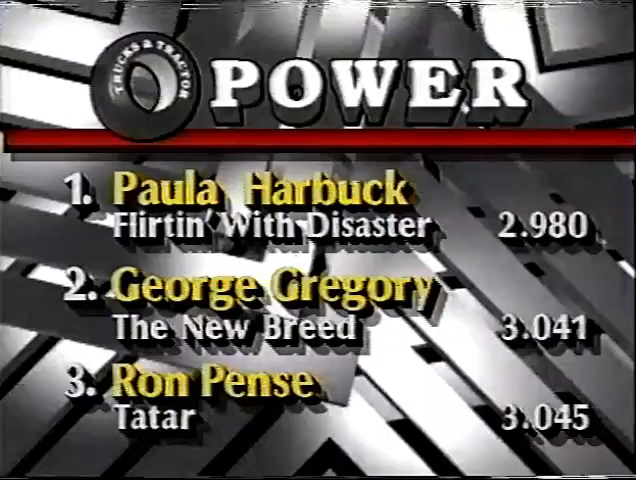 TRUCKS & TRACTOR
POWER
1. Paula Harbuck
Flirtin' With Disaster 2.980
2. George Gregory
The New Breed 3.041
3. Ron Pense
Tatar 3.045